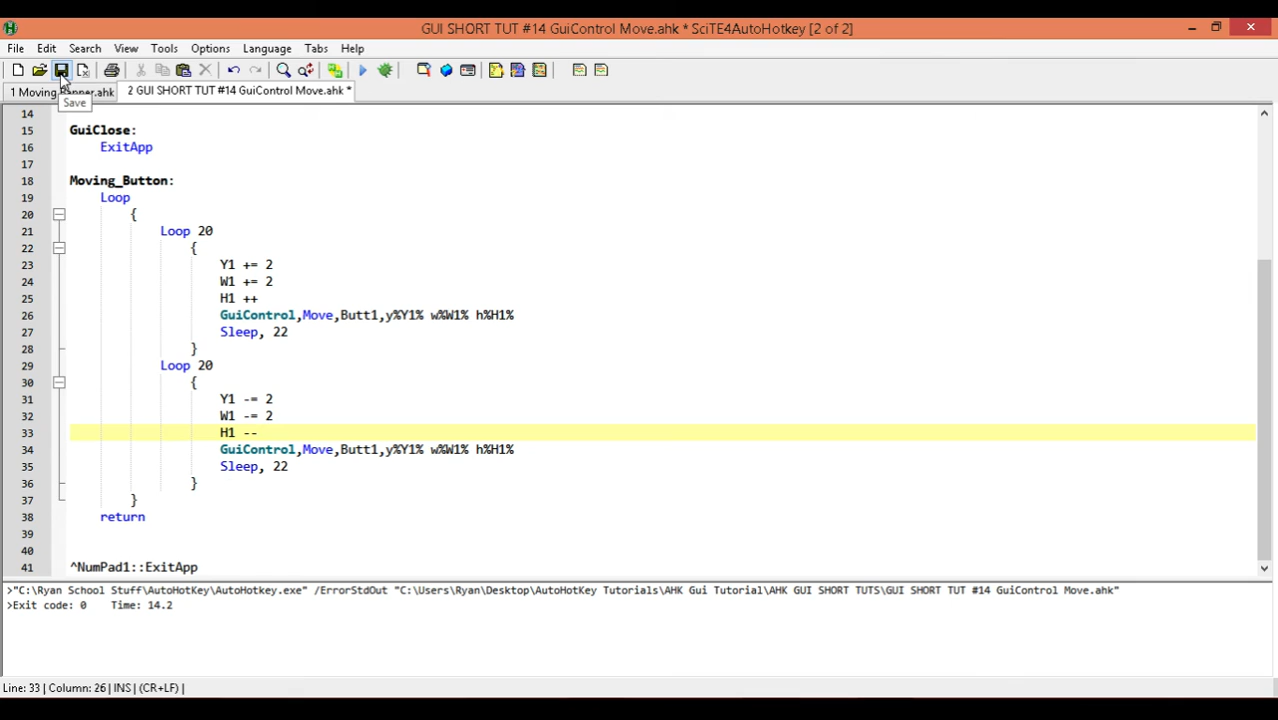 GUI SHORT TUT #14 GuiControl Move.ahk * SciTE4AutoHotkey [2 of 2]
File Edit Search View Tools Options Language Tabs Help
1 Moving Banner.ahk 2 GUI SHORT TUT #14 GuiControl Move.ahk *
Save
14
15 GuiClose:
16 ExitApp
17
18 Moving_Button:
19 Loop
20 {
21 Loop 20
22 {
23 Y1 += 2
24 W1 += 2
25 H1 ++
26 GuiControl,Move,Butt1,y%Y1% w%W1% h%H1%
27 Sleep, 22
28 }
29 Loop 20
30 {
31 Y1 -= 2
32 W1 -= 2
33 H1 --
34 GuiControl,Move,Butt1,y%Y1% w%W1% h%H1%
35 Sleep, 22
36 }
37 }
38 return
39
40
41 ^NumPad1::ExitApp
>"C:\Ryan School Stuff\AutoHotKey\AutoHotkey.exe" /ErrorStdOut "C:\Users\Ryan\Desktop\AutoHotKey Tutorials\AHK Gui Tutorial\AHK GUI SHORT TUTS\GUI SHORT TUT #14 GuiControl Move.ahk"
>Exit code: 0 Time: 14.2
Line: 33 | Column: 26 | INS | (CR+LF) |